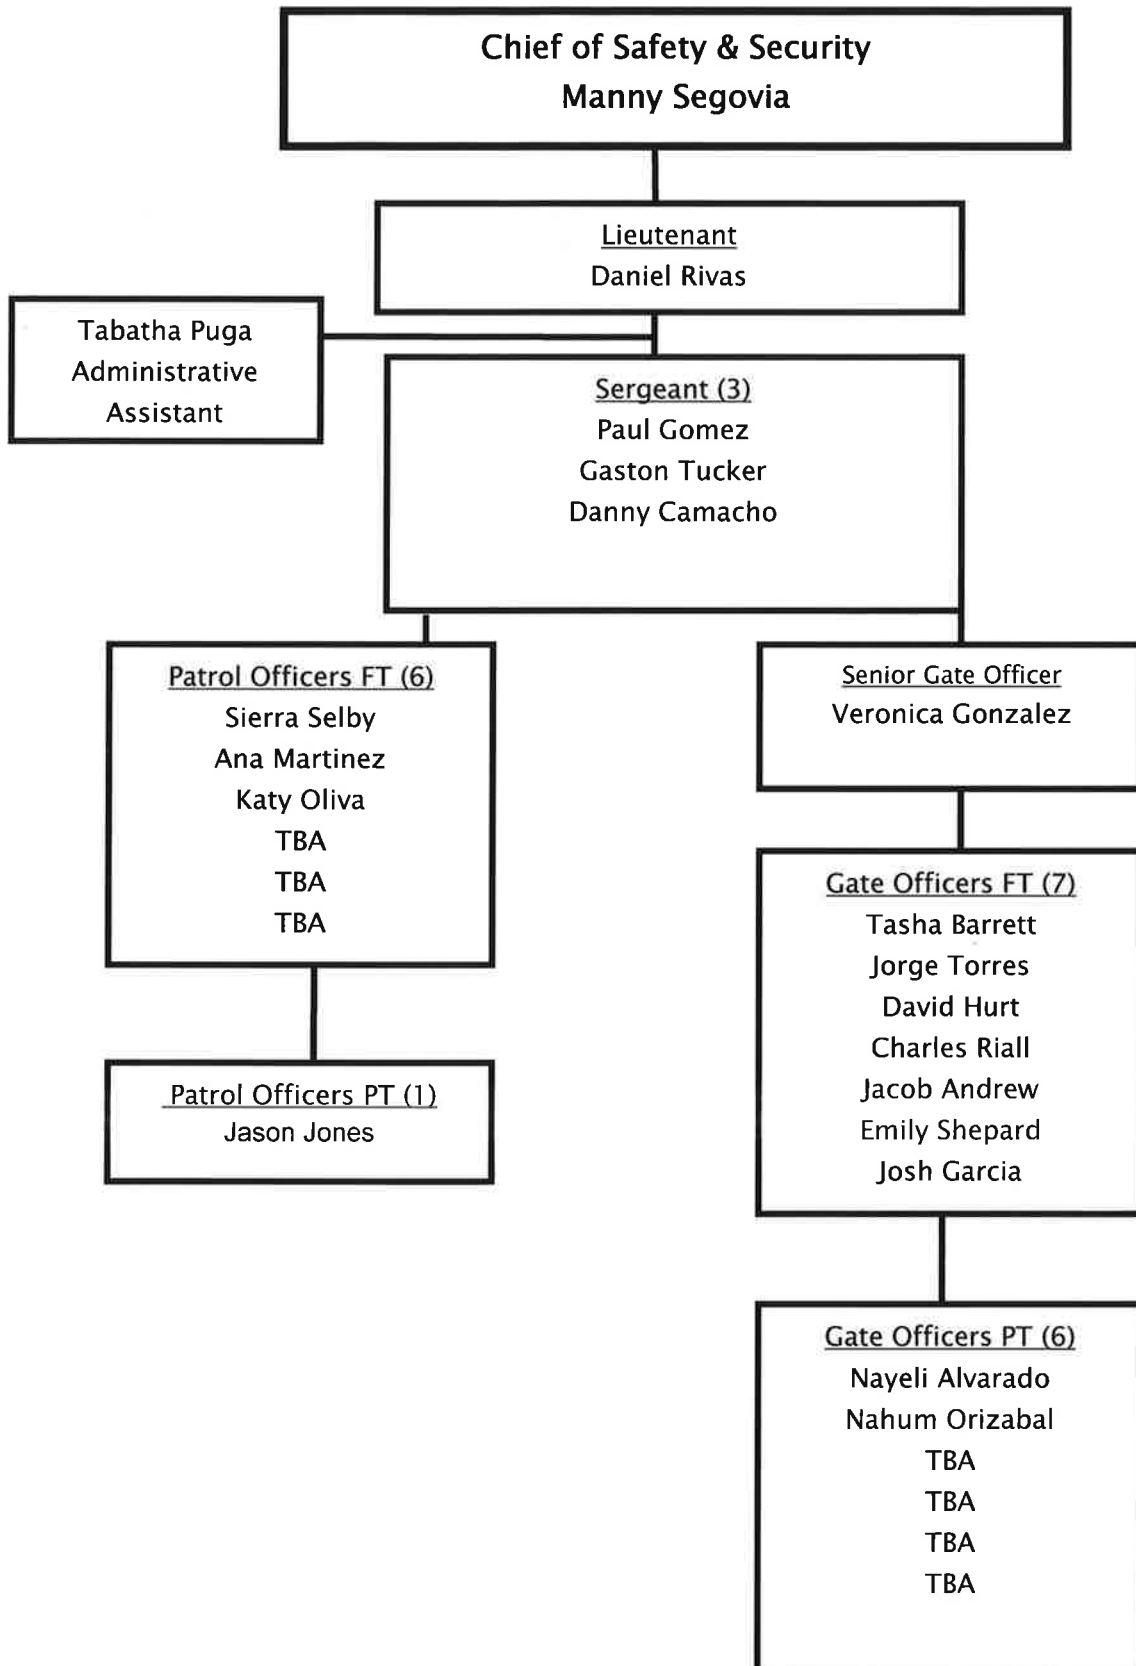 Chief of Safety & Security
Manny Segovia
Lieutenant
Daniel Rivas
Tabatha Puga
Administrative
Assistant
Sergeant (3)
Paul Gomez
Gaston Tucker
Danny Camacho
Patrol Officers FT (6)
Sierra Selby
Ana Martinez
Katy Oliva
TBA
TBA
TBA
Patrol Officers PT (1)
Jason Jones
Senior Gate Officer
Veronica Gonzalez
Gate Officers FT (7)
Tasha Barrett
Jorge Torres
David Hurt
Charles Riall
Jacob Andrew
Emily Shepard
Josh Garcia
Gate Officers PT (6)
Nayeli Alvarado
Nahum Orizabal
TBA
TBA
TBA
TBA